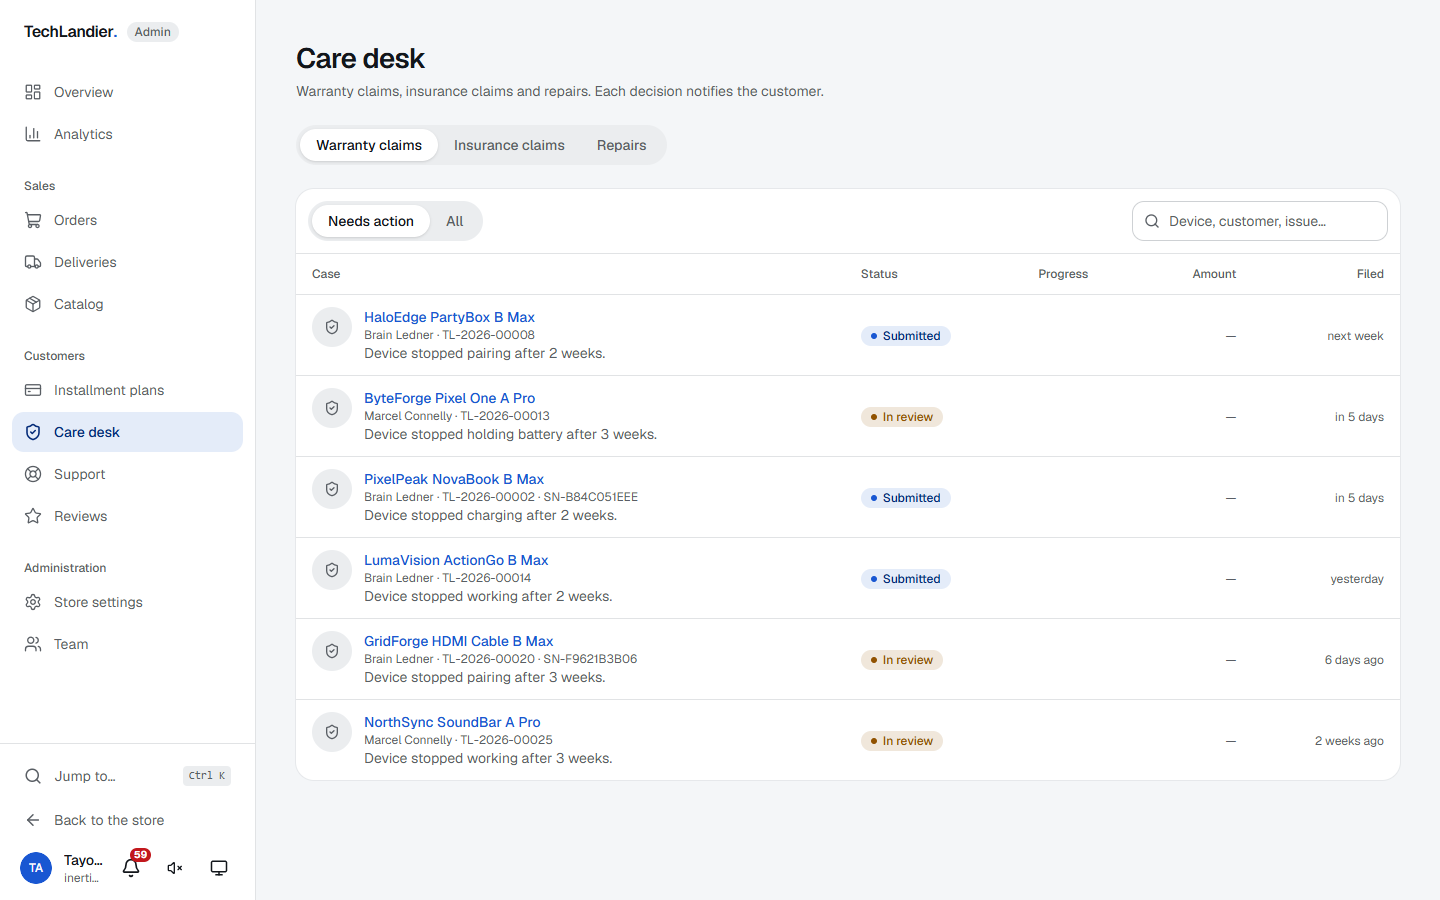 TechLandier. Admin
Overview
Analytics
Sales
Orders
Deliveries
Catalog
Customers
Installment plans
Care desk
Support
Reviews
Administration
Store settings
Team
Jump to... Ctrl K
Back to the store
TA Tayo... 59
inerti...
Care desk
Warranty claims, insurance claims and repairs. Each decision notifies the customer.
Warranty claims Insurance claims Repairs
Needs action All Device, customer, issue...
Case Status Progress Amount Filed
HaloEdge PartyBox B Max
Brain Ledner · TL-2026-00008
Device stopped pairing after 2 weeks.
Submitted — next week
ByteForge Pixel One A Pro
Marcel Connelly · TL-2026-00013
Device stopped holding battery after 3 weeks.
In review — in 5 days
PixelPeak NovaBook B Max
Brain Ledner · TL-2026-00002 · SN-B84C051EEE
Device stopped charging after 2 weeks.
Submitted — in 5 days
LumaVision ActionGo B Max
Brain Ledner · TL-2026-00014
Device stopped working after 2 weeks.
Submitted — yesterday
GridForge HDMI Cable B Max
Brain Ledner · TL-2026-00020 · SN-F9621B3B06
Device stopped pairing after 3 weeks.
In review — 6 days ago
NorthSync SoundBar A Pro
Marcel Connelly · TL-2026-00025
Device stopped working after 3 weeks.
In review — 2 weeks ago